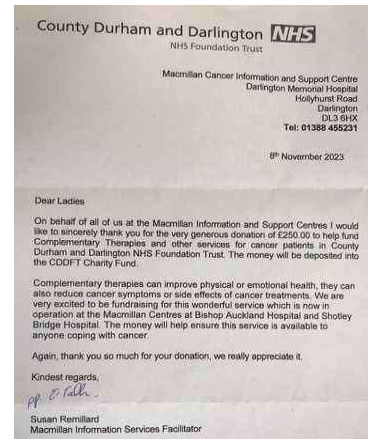 County Durham and Darlington NHS
NHS Foundation Trust
Macmillan Cancer Information and Support Centre
Darlington Memorial Hospital
Hollyhurst Road
Darlington
DL3 6HX
Tel: 01388 455231
8th November 2023
Dear Ladies
On behalf of all of us at the Macmillan Information and Support Centres I would
like to sincerely thank you for the very generous donation of £250.00 to help fund
Complementary Therapies and other services for cancer patients in County
Durham and Darlington NHS Foundation Trust. The money will be deposited into
the CDDFT Charity Fund.
Complementary therapies can improve physical or emotional health, they can
also reduce cancer symptoms or side effects of cancer treatments. We are
very excited to be fundraising for this wonderful service which is now in
operation at the Macmillan Centres at Bishop Auckland Hospital and Shotley
Bridge Hospital. The money will help ensure this service is available to
anyone coping with cancer.
Again, thank you so much for your donation, we really appreciate it.
Kindest regards,
pp
Susan Remillard
Macmillan Information Services Facilitator